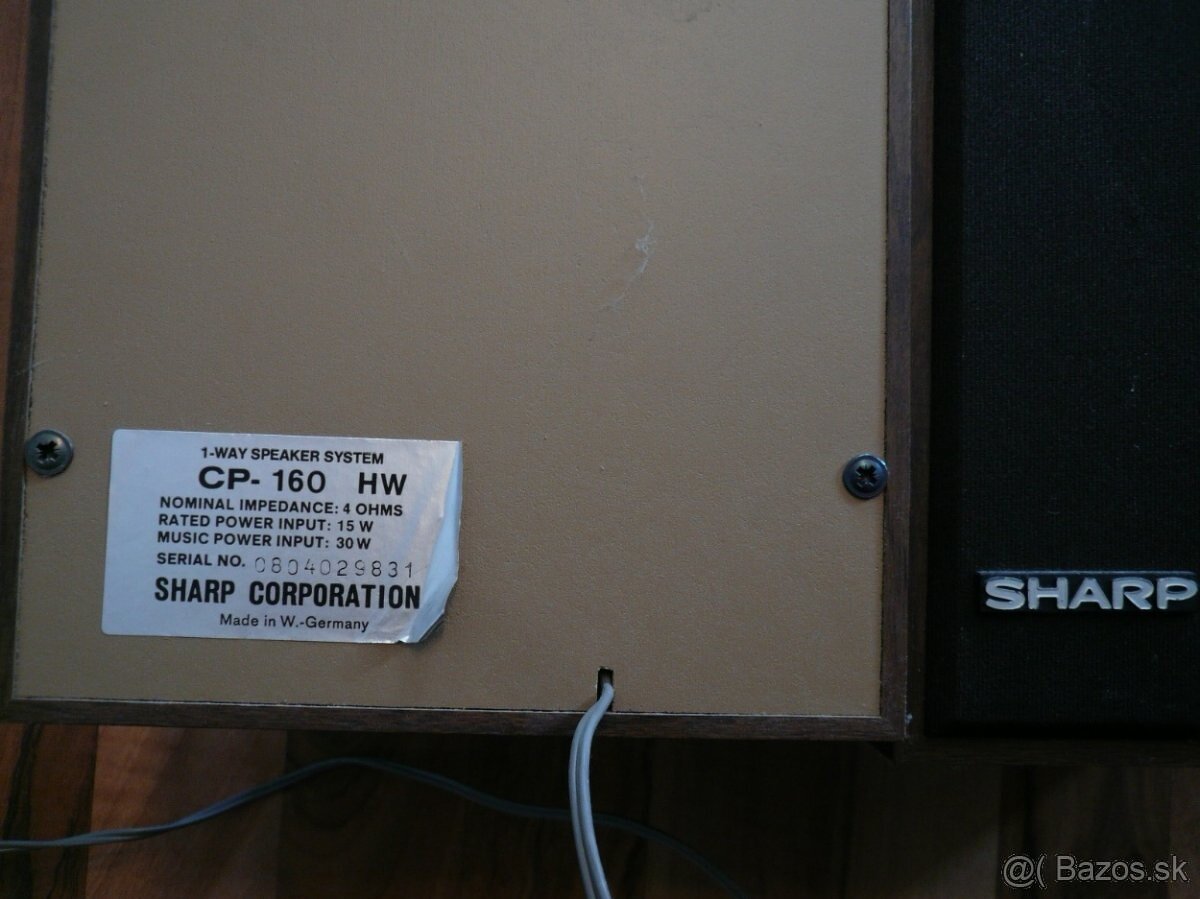 1-WAY SPEAKER SYSTEM
CP- 160 HW
NOMINAL IMPEDANCE: 4 OHMS
RATED POWER INPUT: 15 W
MUSIC POWER INPUT: 30 W
SERIAL NO. 0804029831
SHARP CORPORATION
Made in W.-Germany
SHARP
@( Bazos.sk